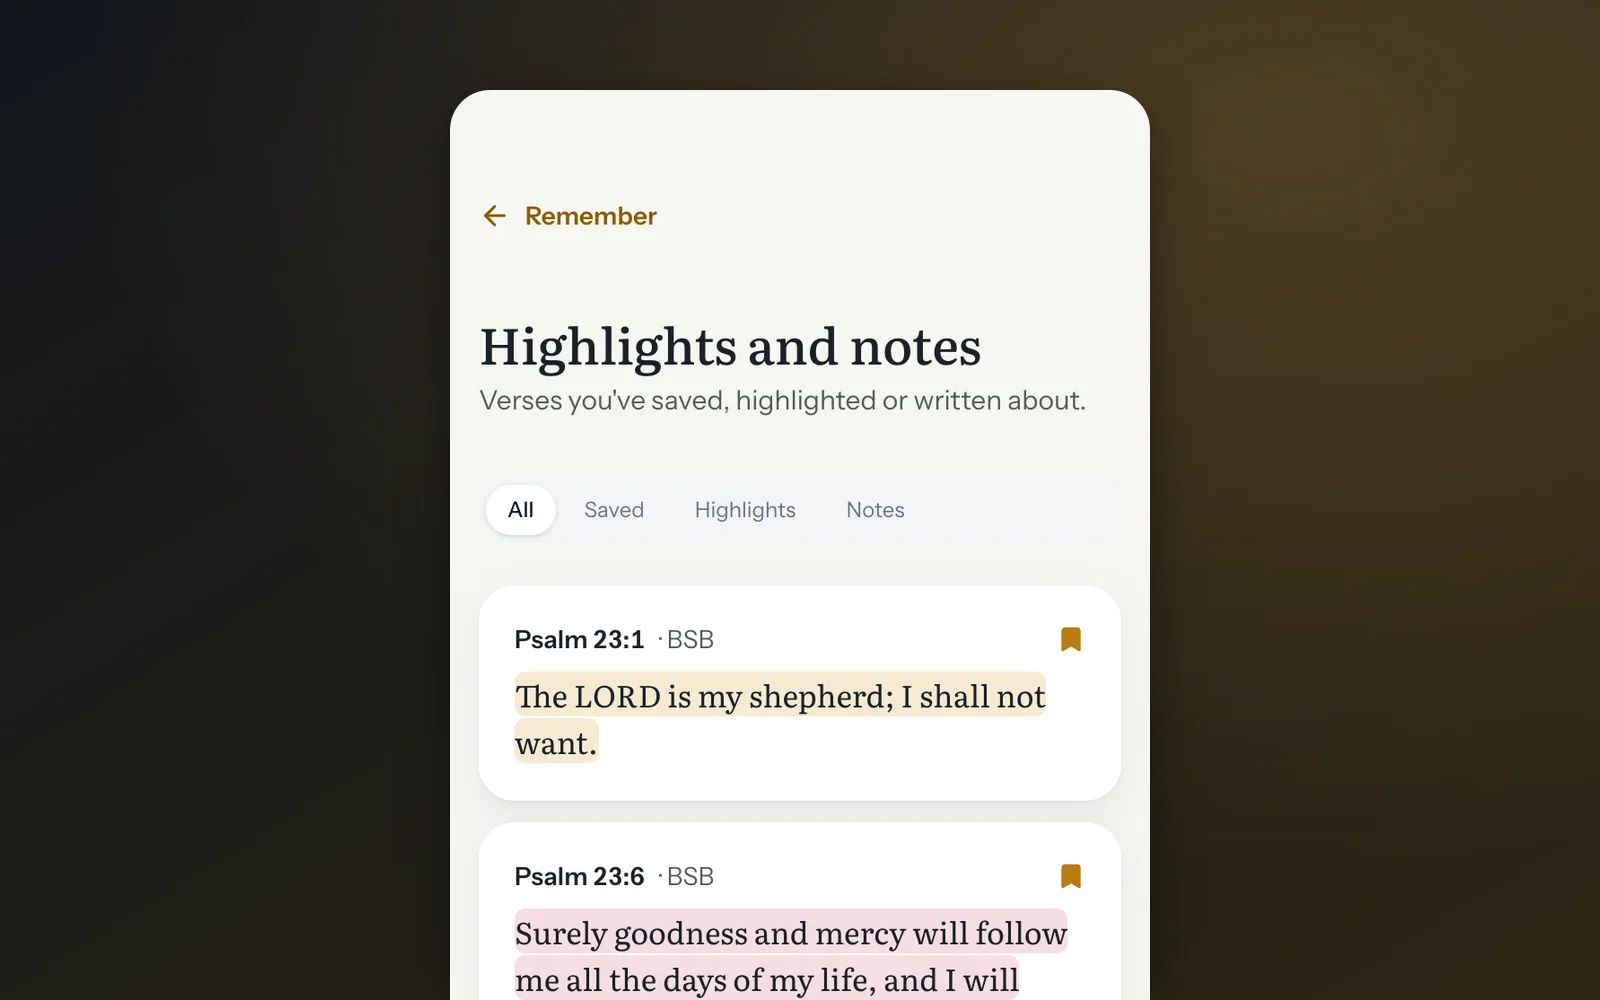 Remember
Highlights and notes
Verses you've saved, highlighted or written about.
All Saved Highlights Notes
Psalm 23:1 · BSB
The LORD is my shepherd; I shall not
want.
Psalm 23:6 · BSB
Surely goodness and mercy will follow
me all the days of my life, and I will